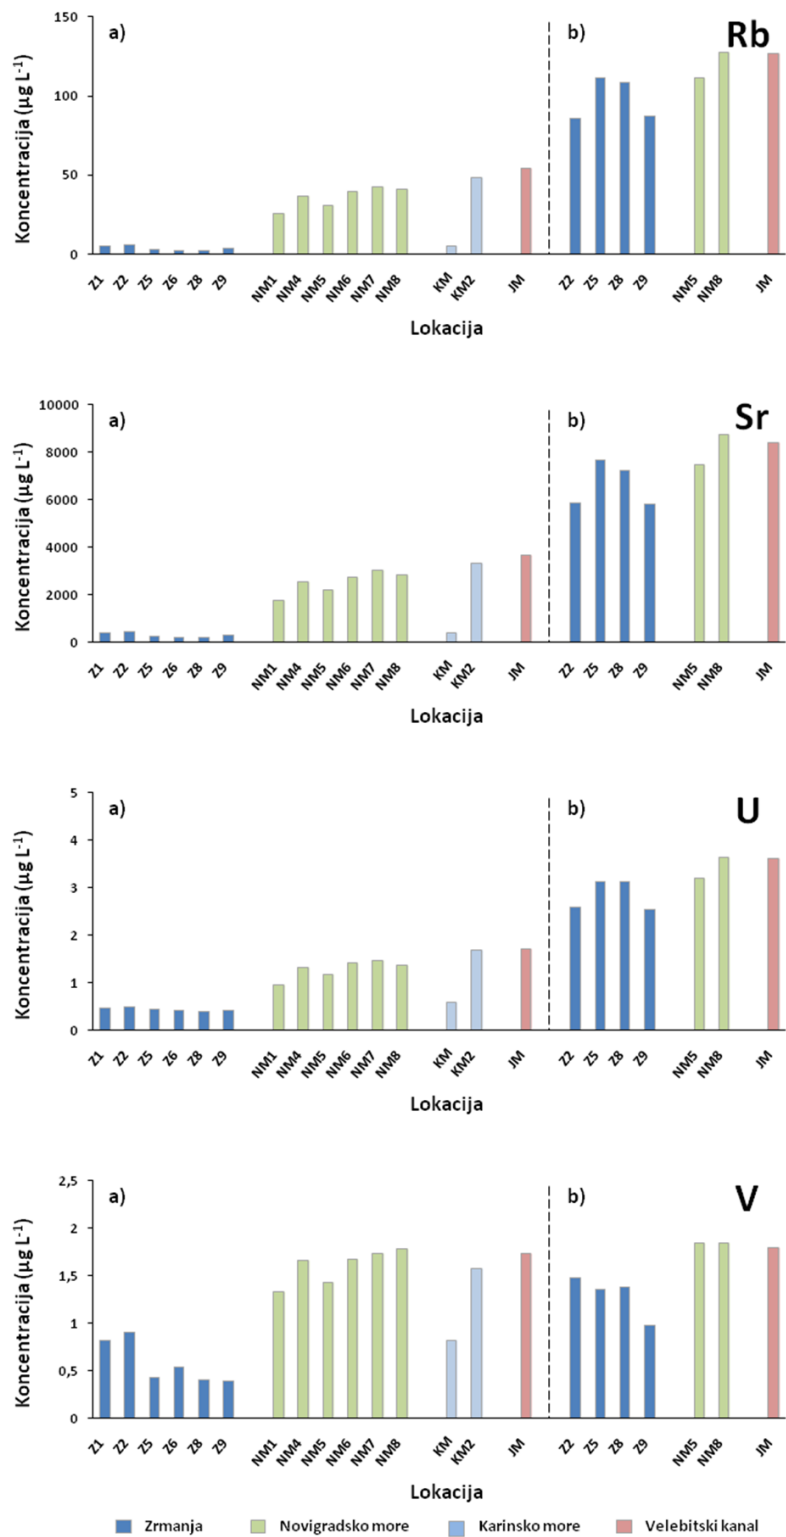 a) b) Rb
150
100
50
0
Koncentracija (µg L⁻¹)
Z1 Z2 Z5 Z6 Z8 Z9 NM1 NM4 NM5 NM6 NM7 NM8 KM KM2 JM Z2 Z5 Z8 Z9 NM5 NM8 JM
Lokacija
a) b) Sr
10000
8000
6000
4000
2000
0
Koncentracija (µg L⁻¹)
Z1 Z2 Z5 Z6 Z8 Z9 NM1 NM4 NM5 NM6 NM7 NM8 KM KM2 JM Z2 Z5 Z8 Z9 NM5 NM8 JM
Lokacija
a) b) U
5
4
3
2
1
0
Koncentracija (µg L⁻¹)
Z1 Z2 Z5 Z6 Z8 Z9 NM1 NM4 NM5 NM6 NM7 NM8 KM KM2 JM Z2 Z5 Z8 Z9 NM5 NM8 JM
Lokacija
a) b) V
2,5
2
1,5
1
0,5
0
Koncentracija (µg L⁻¹)
Z1 Z2 Z5 Z6 Z8 Z9 NM1 NM4 NM5 NM6 NM7 NM8 KM KM2 JM Z2 Z5 Z8 Z9 NM5 NM8 JM
Lokacija
Zrmanja Novigradsko more Karinsko more Velebitski kanal